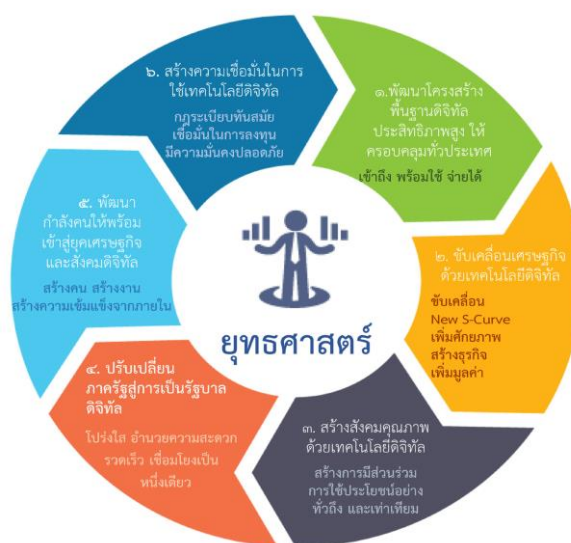 ๑.พัฒนาโครงสร้าง
พื้นฐานดิจิทัล
ประสิทธิภาพสูง ให้
ครอบคลุมทั่วประเทศ
เข้าถึง พร้อมใช้ จ่ายได้
๒. ขับเคลื่อนเศรษฐกิจ
ด้วยเทคโนโลยีดิจิทัล
ขับเคลื่อน
New S-Curve
เพิ่มศักยภาพ
สร้างธุรกิจ
เพิ่มมูลค่า
๓. สร้างสังคมคุณภาพ
ด้วยเทคโนโลยีดิจิทัล
สร้างการมีส่วนร่วม
การใช้ประโยชน์อย่าง
ทั่วถึง และเท่าเทียม
๔. ปรับเปลี่ยน
ภาครัฐสู่การเป็นรัฐบาล
ดิจิทัล
โปร่งใส อำนวยความสะดวก
รวดเร็ว เชื่อมโยงเป็น
หนึ่งเดียว
๕. พัฒนา
กำลังคนให้พร้อม
เข้าสู่ยุคเศรษฐกิจ
และสังคมดิจิทัล
สร้างคน สร้างงาน
สร้างความเข้มแข็งจากภายใน
๖. สร้างความเชื่อมั่นในการ
ใช้เทคโนโลยีดิจิทัล
กฎระเบียบทันสมัย
เชื่อมั่นในการลงทุน
มีความมั่นคงปลอดภัย
ยุทธศาสตร์